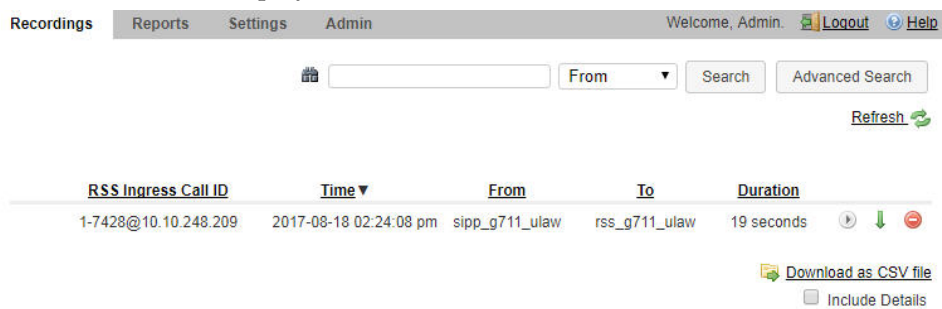 Recordings Reports Settings Admin Welcome, Admin. Logout Help
From Search Advanced Search
Refresh
RSS Ingress Call ID Time▼ From To Duration
1-7428@10.10.248.209 2017-08-18 02:24:08 pm sipp_g711_ulaw rss_g711_ulaw 19 seconds
Download as CSV file
Include Details